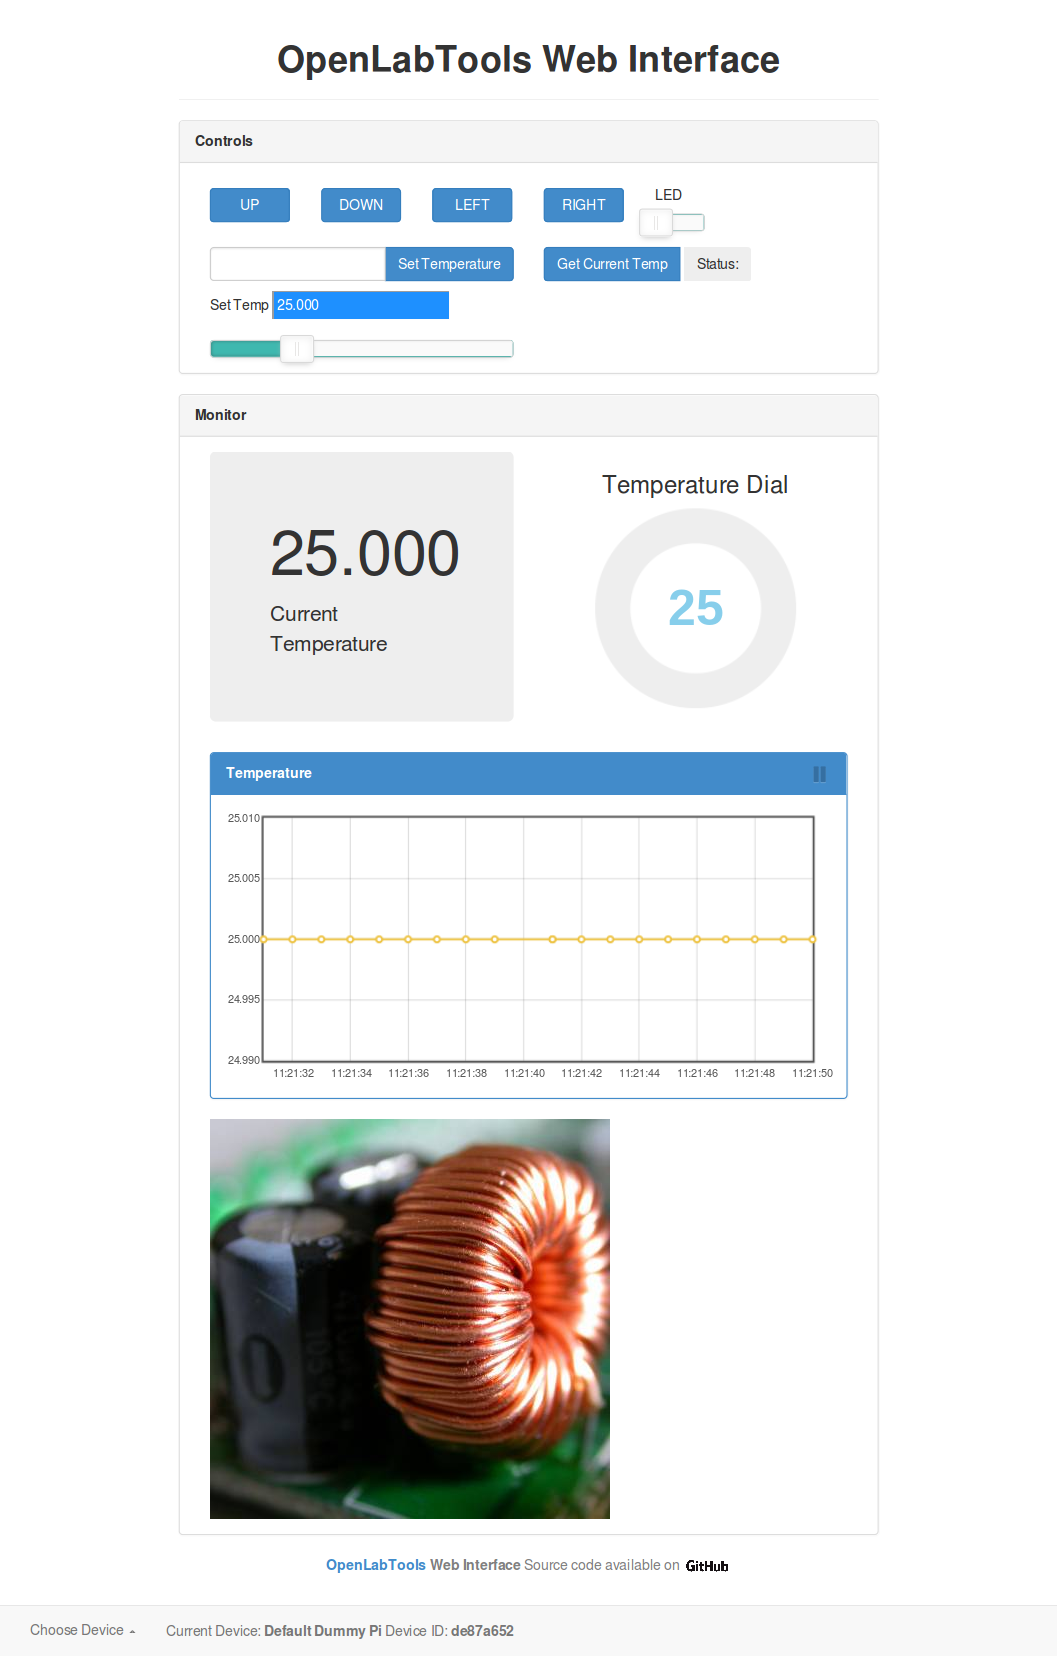 OpenLabTools Web Interface
Controls
UP DOWN LEFT RIGHT LED
Set Temperature Get Current Temp Status:
Set Temp 25.000
Monitor
25.000
Current
Temperature
Temperature Dial
25
Temperature
25.010
25.005
25.000
24.995
24.990
11:21:32 11:21:34 11:21:36 11:21:38 11:21:40 11:21:42 11:21:44 11:21:46 11:21:48 11:21:50
OpenLabTools Web Interface Source code available on GitHub
Choose Device Current Device: Default Dummy Pi Device ID: de87a652